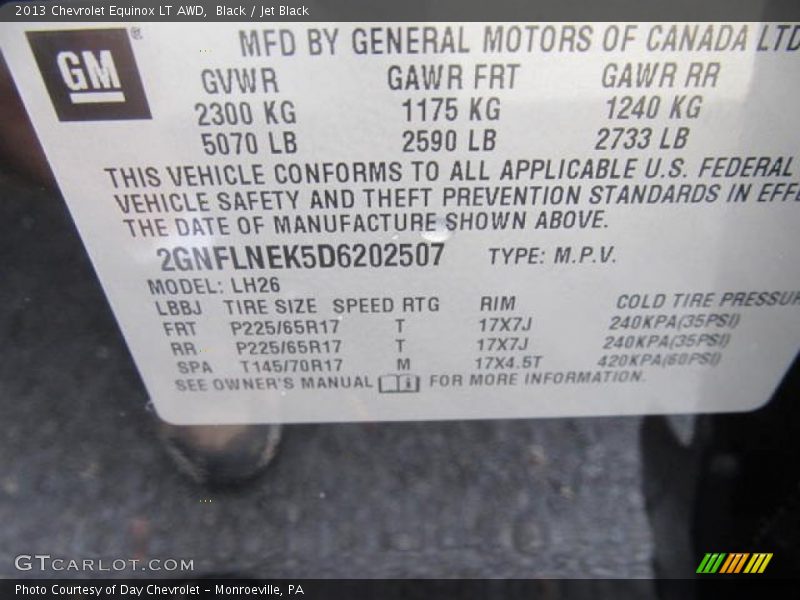 2013 Chevrolet Equinox LT AWD,  Black / Jet Black
GM®
MFD BY GENERAL MOTORS OF CANADA LTD
GVWR GAWR FRT GAWR RR
2300 KG 1175 KG 1240 KG
5070 LB 2590 LB 2733 LB
THIS VEHICLE CONFORMS TO ALL APPLICABLE U.S. FEDERAL
VEHICLE SAFETY AND THEFT PREVENTION STANDARDS IN EFFE
THE DATE OF MANUFACTURE SHOWN ABOVE.
2GNFLNEK5D6202507 TYPE: M.P.V.
MODEL: LH26
LBBJ TIRE SIZE SPEED RTG RIM COLD TIRE PRESSUR
FRT P225/65R17 T 17X7J 240KPA(35PSI)
RR P225/65R17 T 17X7J 240KPA(35PSI)
SPA T145/70R17 M 17X4.5T 420KPA(60PSI)
SEE OWNER'S MANUAL FOR MORE INFORMATION.
GTCARLOT.COM
Photo Courtesy of Day Chevrolet - Monroeville, PA